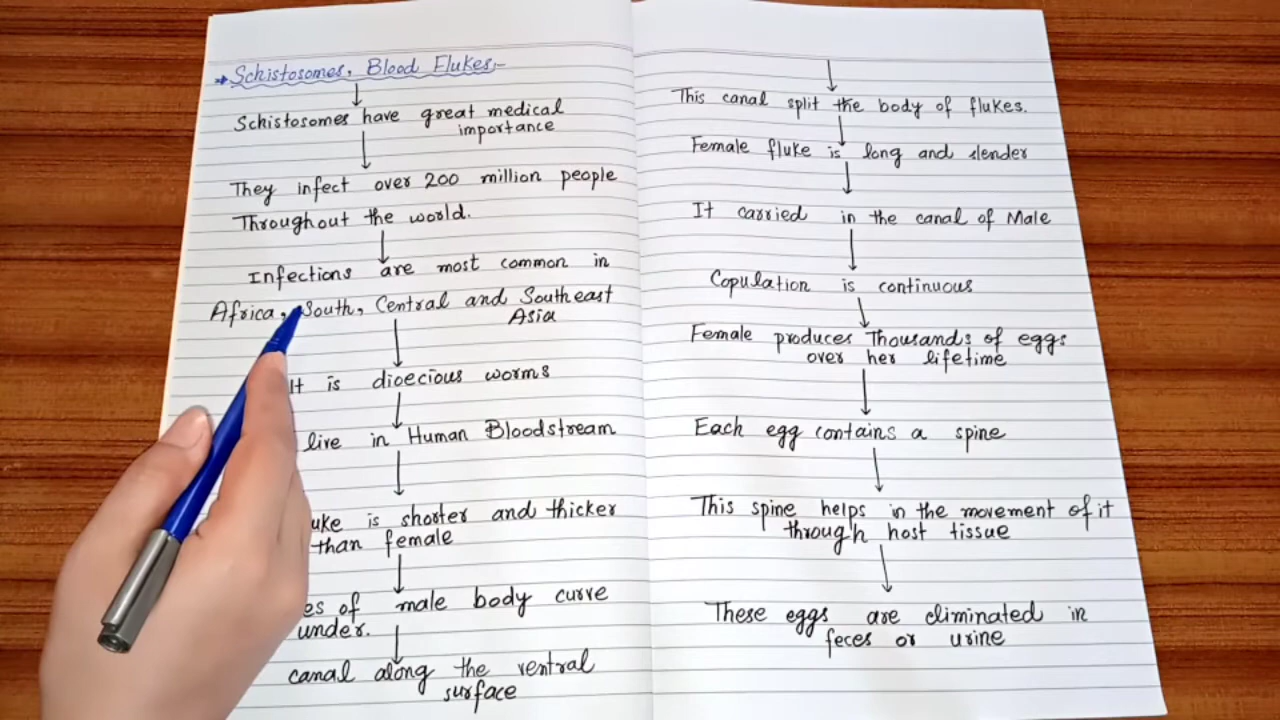 Schistosomes, Blood Flukes:-
Schistosomes have great medical
importance
They infect over 200 million people
Throughout the world.
Infections are most common in
Africa, South, Central and Southeast
Asia
It is dioecious worms
live in Human Bloodstream
uke is shorter and thicker
than female
es of male body curve
under.
canal along the ventral
surface
This canal split the body of flukes.
Female fluke is long and slender
It carried in the canal of Male
Copulation is continuous
Female produces Thousands of eggs
over her lifetime
Each egg contains a spine
This spine helps in the movement of it
through host tissue
These eggs are eliminated in
feces or urine